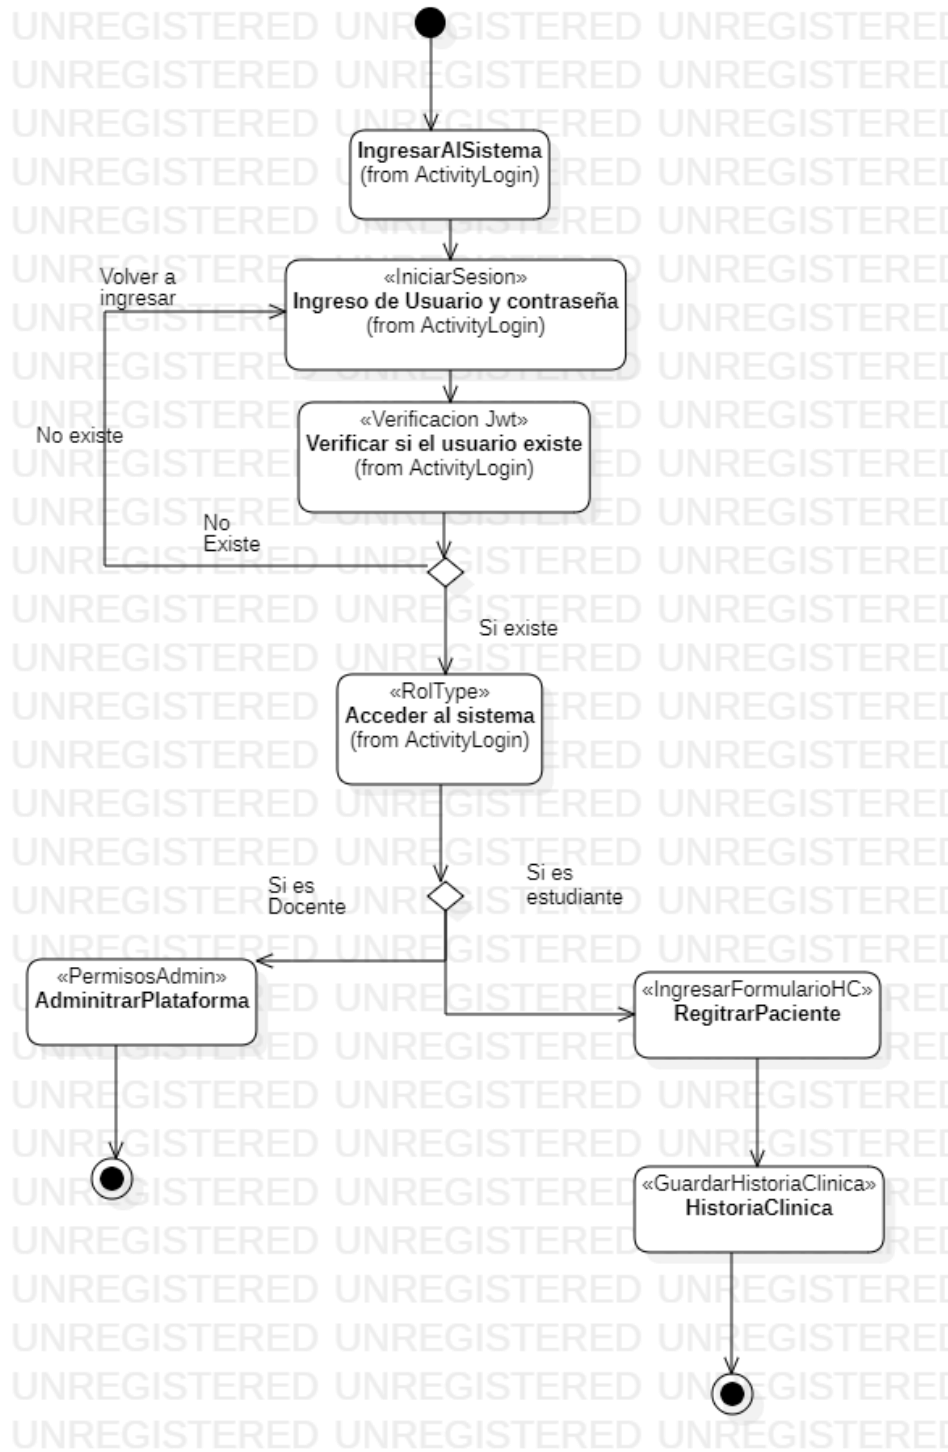 IngresarAlSistema
(from ActivityLogin)
Volver a
ingresar
«IniciarSesion»
Ingreso de Usuario y contraseña
(from ActivityLogin)
No existe
«Verificacion Jwt»
Verificar si el usuario existe
(from ActivityLogin)
No
Existe
Si existe
«RolType»
Acceder al sistema
(from ActivityLogin)
Si es
Docente
Si es
estudiante
«PermisosAdmin»
AdminitrarPlataforma
«IngresarFormularioHC»
RegitrarPaciente
«GuardarHistoriaClinica»
HistoriaClinica
UNREGISTERED